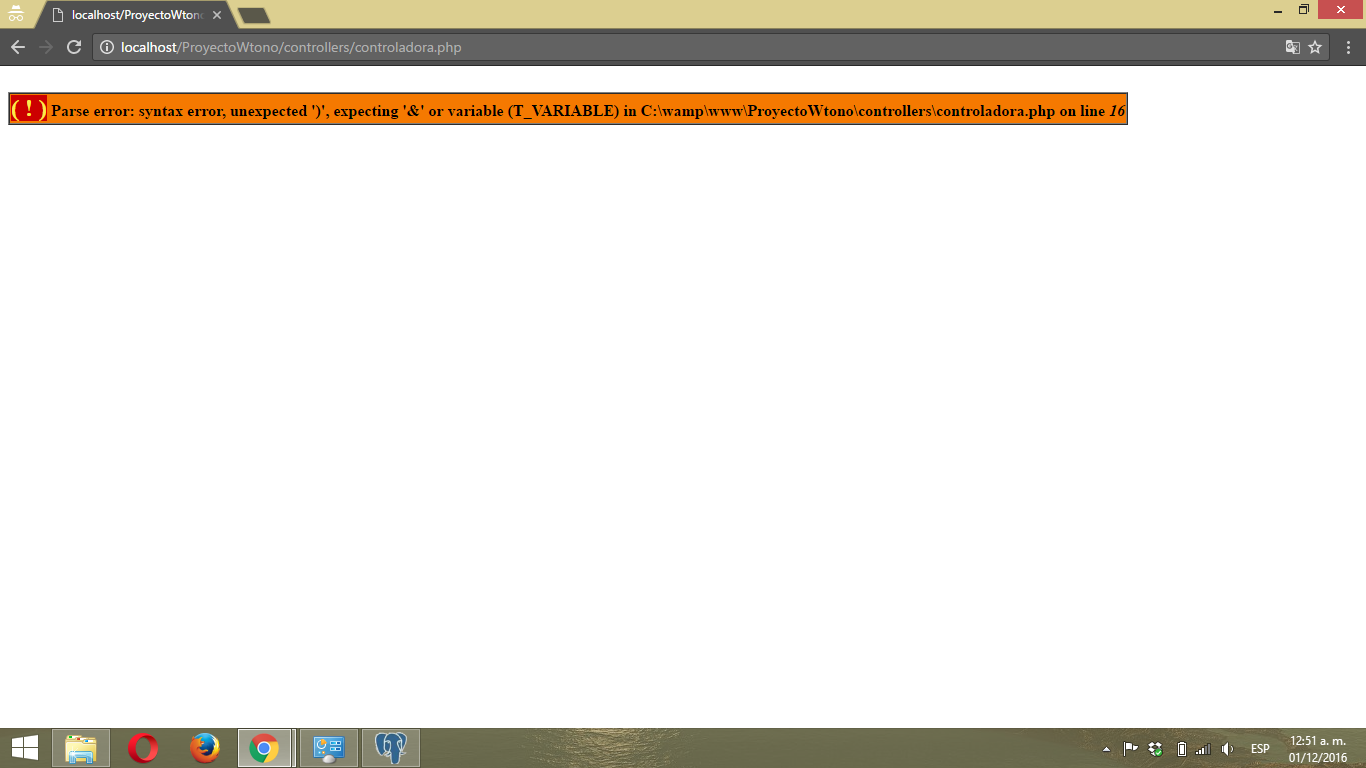 localhost/ProyectoWtono
localhost/ProyectoWtono/controllers/controladora.php
( ! ) Parse error: syntax error, unexpected ')', expecting '&' or variable (T_VARIABLE) in C:\wamp\www\ProyectoWtono\controllers\controladora.php on line 16
ESP
12:51 a. m.
01/12/2016